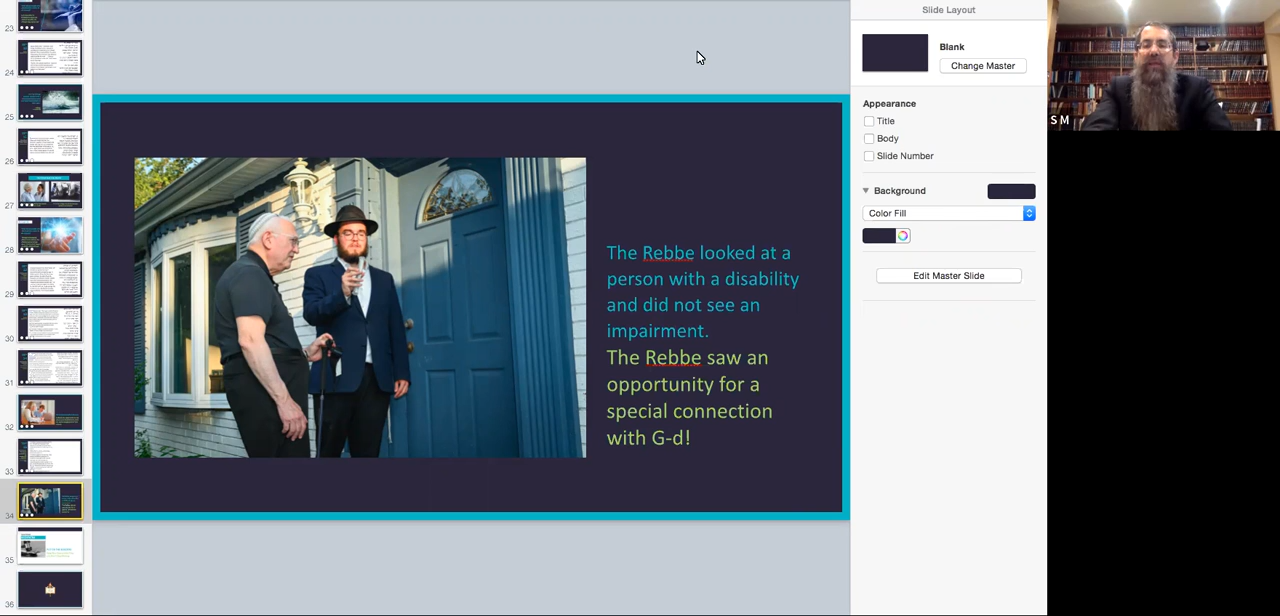 23
24
25
26
27
28
29
30
31
32
33
34
35
36
The Rebbe looked at a
person with a disability
and did not see an
impairment.
The Rebbe saw an
opportunity for a
special connection
with G-d!
Slide Layout
Blank
Change Master
Appearance
Title
Body
Slide Number
Background
Color Fill
Edit Master Slide
S M